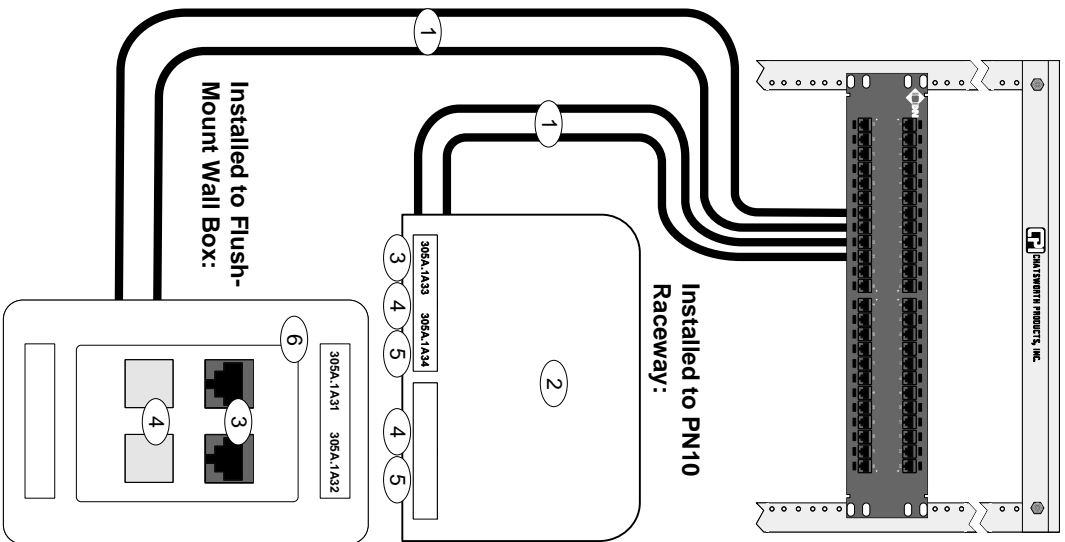 CHATSWORTH PRODUCTS, INC.
Installed to PN10
Raceway:
1
2
1
305A.1A33 305A.1A34
3 4 5 4 5
305A.1A31 305A.1A32
6
Installed to Flush-
Mount Wall Box:
3
4